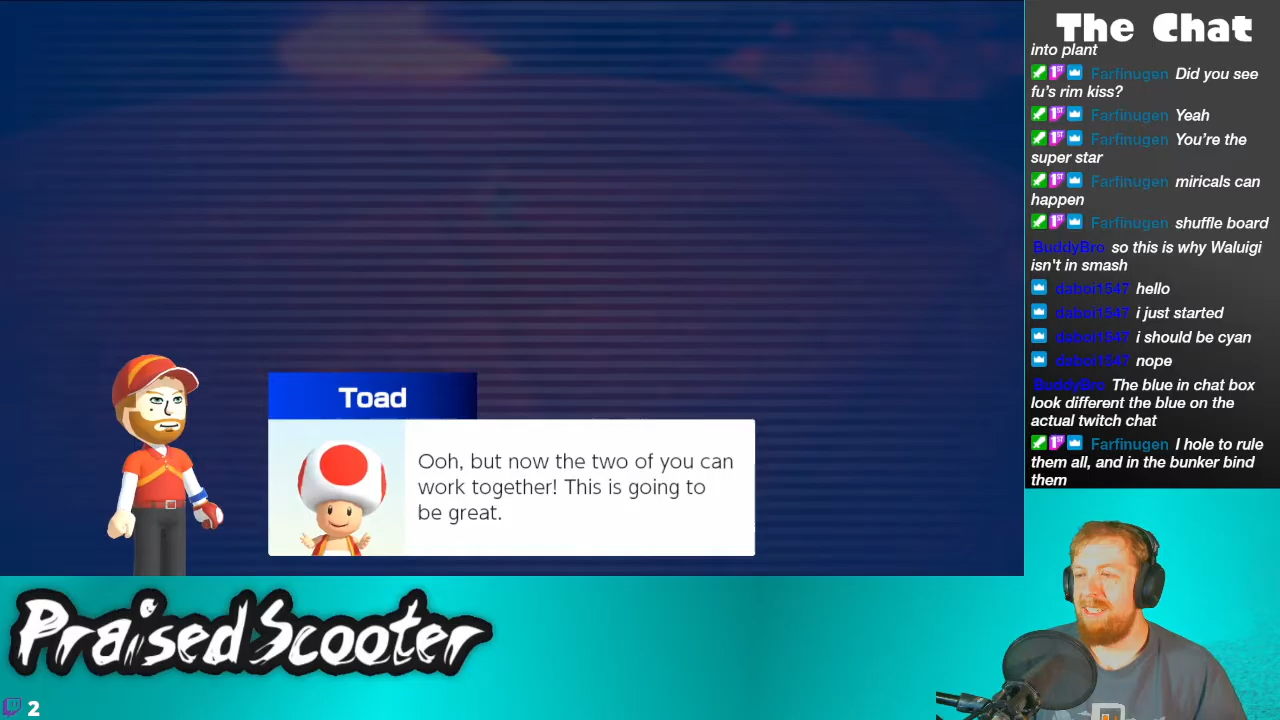 The Chat
into plant
Farfinugen Did you see
fu's rim kiss?
Farfinugen Yeah
Farfinugen You're the
super star
Farfinugen miricals can
happen
Farfinugen shuffle board
BuddyBro so this is why Waluigi
isn't in smash
daboi1547 hello
daboi1547 i just started
daboi1547 i should be cyan
daboi1547 nope
BuddyBro The blue in chat box
look different the blue on the
actual twitch chat
Farfinugen I hole to rule
them all, and in the bunker bind
them
Toad
Ooh, but now the two of you can
work together! This is going to
be great.
PraisedScooter
2